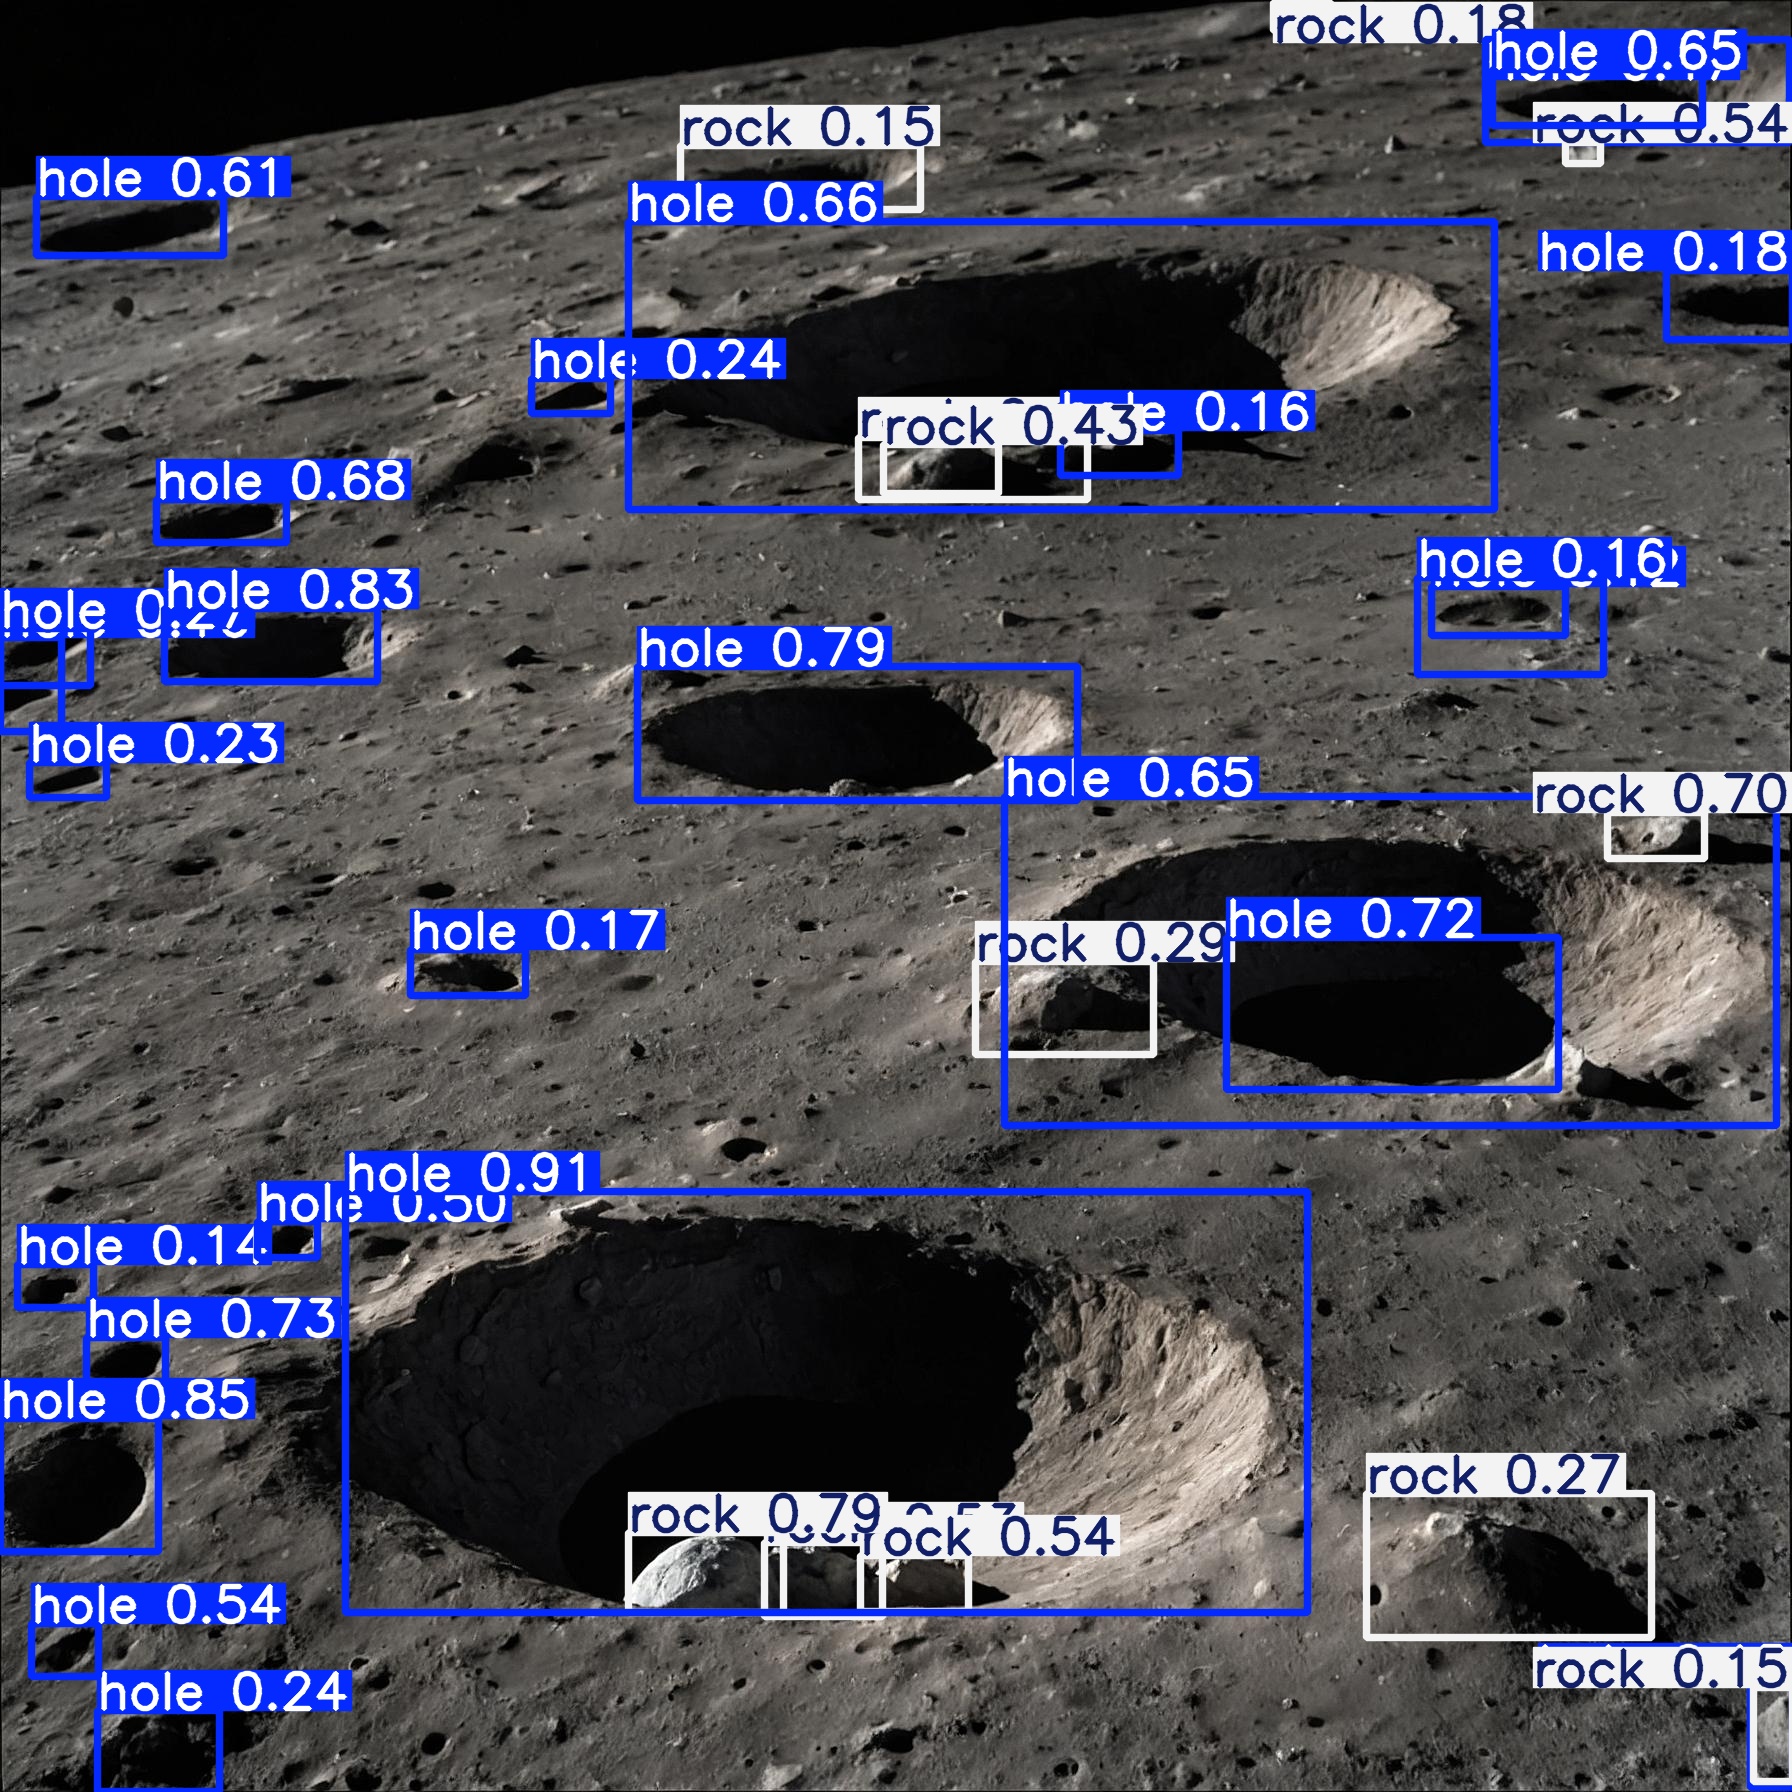 rock 0.18
hole 0.65
rock 0.54
rock 0.15
hole 0.61
hole 0.66
hole 0.18
hole 0.24
hole 0.16
rock 0.43
hole 0.68
hole 0.16
hole 0.83
hole
hole 0.79
hole 0.23
hole 0.65
rock 0.70
hole 0.72
hole 0.17
rock 0.29
hole 0.91
hole 0.50
hole 0.14
hole 0.73
hole 0.85
rock 0.27
rock 0.79
rock 0.54
hole 0.54
rock 0.15
hole 0.24